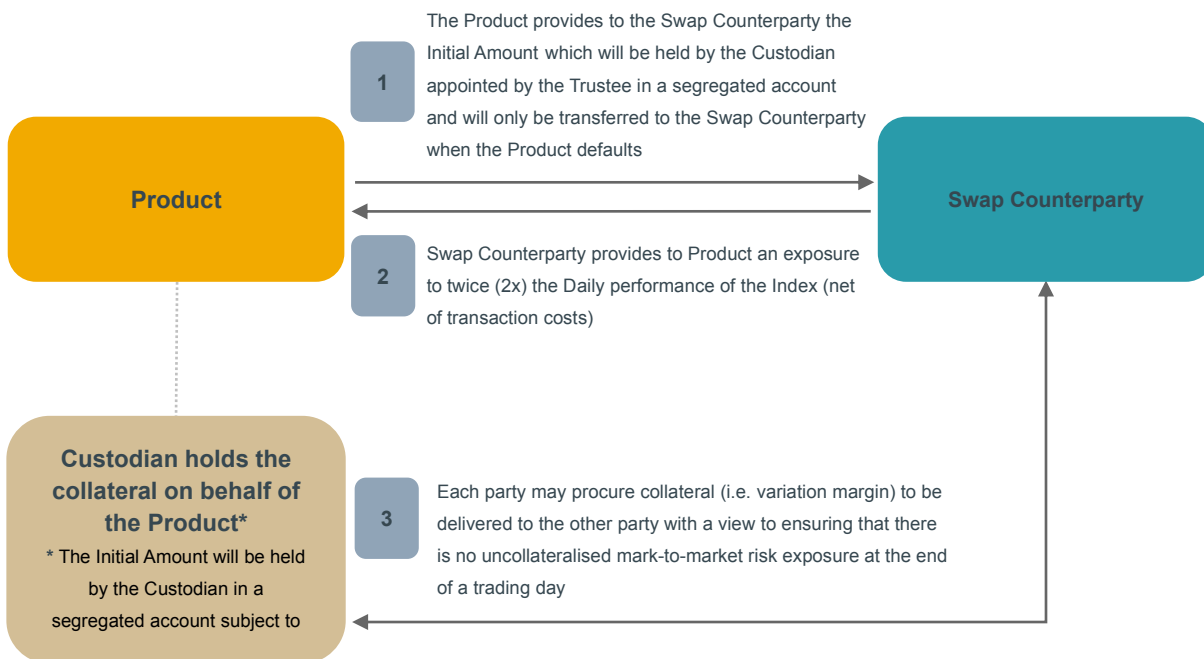 The Product provides to the Swap Counterparty the
Initial Amount which will be held by the Custodian
appointed by the Trustee in a segregated account
and will only be transferred to the Swap Counterparty
when the Product defaults
1
Product
Swap Counterparty
2
Swap Counterparty provides to Product an exposure
to twice (2x) the Daily performance of the Index (net
of transaction costs)
Custodian holds the
collateral on behalf of
the Product*
* The Initial Amount will be held
by the Custodian in a
segregated account subject to
3
Each party may procure collateral (i.e. variation margin) to be
delivered to the other party with a view to ensuring that there
is no uncollateralised mark-to-market risk exposure at the end
of a trading day